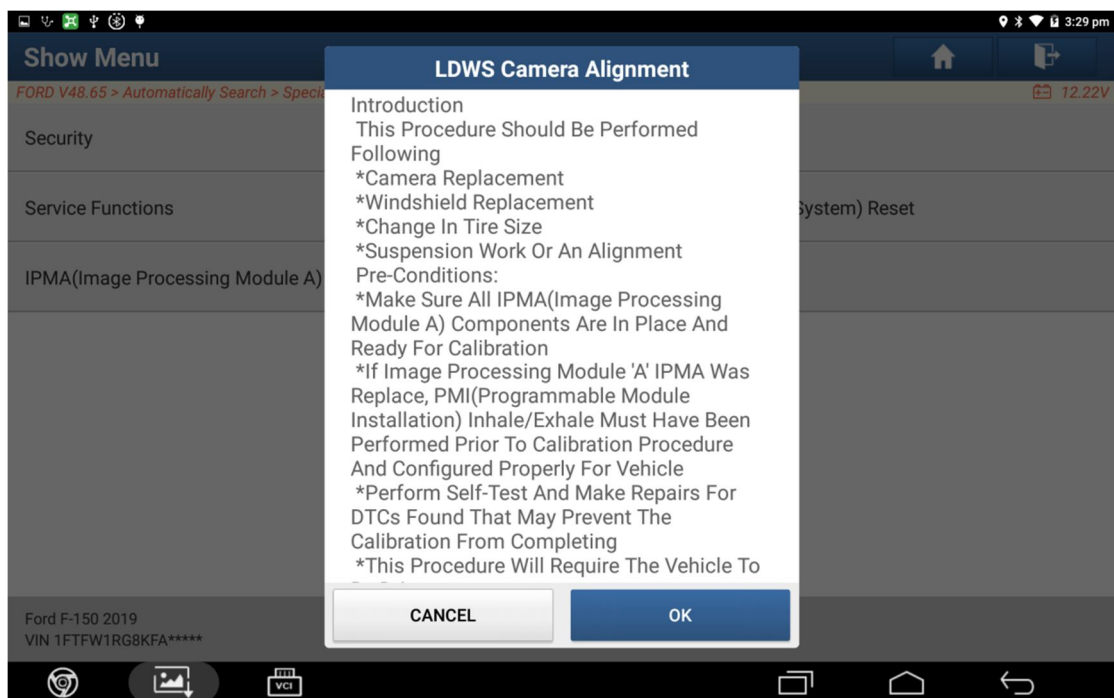 3:29 pm
Show Menu
LDWS Camera Alignment
FORD V48.65 > Automatically Search > Specia
12.22V
Security
Service Functions
System) Reset
IPMA(Image Processing Module A)
Introduction
This Procedure Should Be Performed
Following
*Camera Replacement
*Windshield Replacement
*Change In Tire Size
*Suspension Work Or An Alignment
Pre-Conditions:
*Make Sure All IPMA(Image Processing
Module A) Components Are In Place And
Ready For Calibration
*If Image Processing Module 'A' IPMA Was
Replace, PMI(Programmable Module
Installation) Inhale/Exhale Must Have Been
Performed Prior To Calibration Procedure
And Configured Properly For Vehicle
*Perform Self-Test And Make Repairs For
DTCs Found That May Prevent The
Calibration From Completing
*This Procedure Will Require The Vehicle To
CANCEL
OK
Ford F-150 2019
VIN 1FTFW1RG8KFA*****
VCI